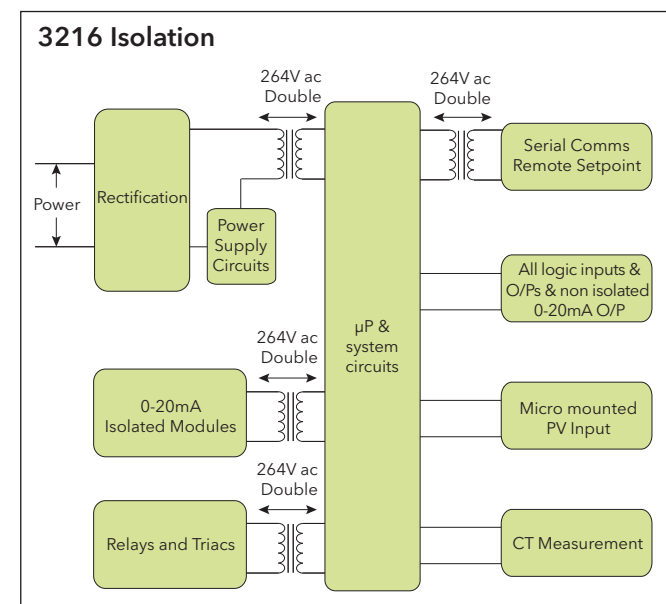 3216 Isolation
264V ac
Double
264V ac
Double
Rectification
Serial Comms
Remote Setpoint
Power
Power
Supply
Circuits
All logic inputs &
O/Ps & non isolated
0-20mA O/P
µP &
system
circuits
264V ac
Double
0-20mA
Isolated Modules
Micro mounted
PV Input
264V ac
Double
Relays and Triacs
CT Measurement